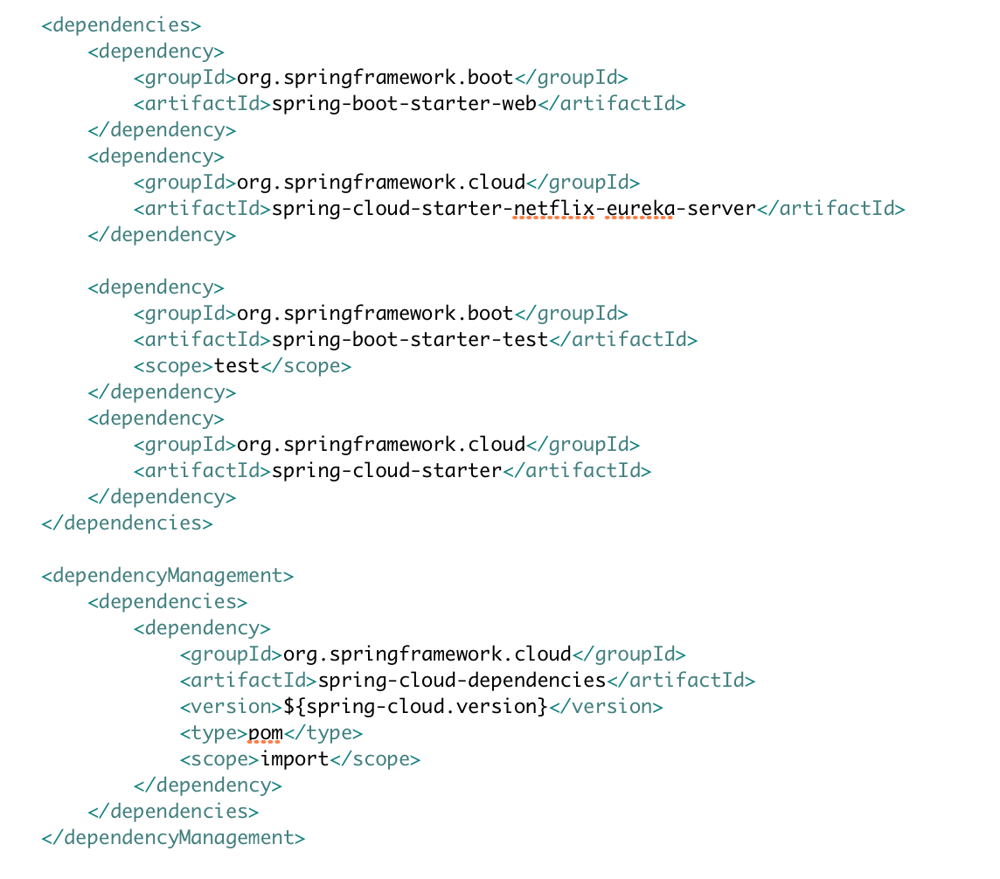 <dependencies>
    <dependency>
        <groupId>org.springframework.boot</groupId>
        <artifactId>spring-boot-starter-web</artifactId>
    </dependency>
    <dependency>
        <groupId>org.springframework.cloud</groupId>
        <artifactId>spring-cloud-starter-netflix-eureka-server</artifactId>
    </dependency>

    <dependency>
        <groupId>org.springframework.boot</groupId>
        <artifactId>spring-boot-starter-test</artifactId>
        <scope>test</scope>
    </dependency>
    <dependency>
        <groupId>org.springframework.cloud</groupId>
        <artifactId>spring-cloud-starter</artifactId>
    </dependency>
</dependencies>

<dependencyManagement>
    <dependencies>
        <dependency>
            <groupId>org.springframework.cloud</groupId>
            <artifactId>spring-cloud-dependencies</artifactId>
            <version>${spring-cloud.version}</version>
            <type>pom</type>
            <scope>import</scope>
        </dependency>
    </dependencies>
</dependencyManagement>